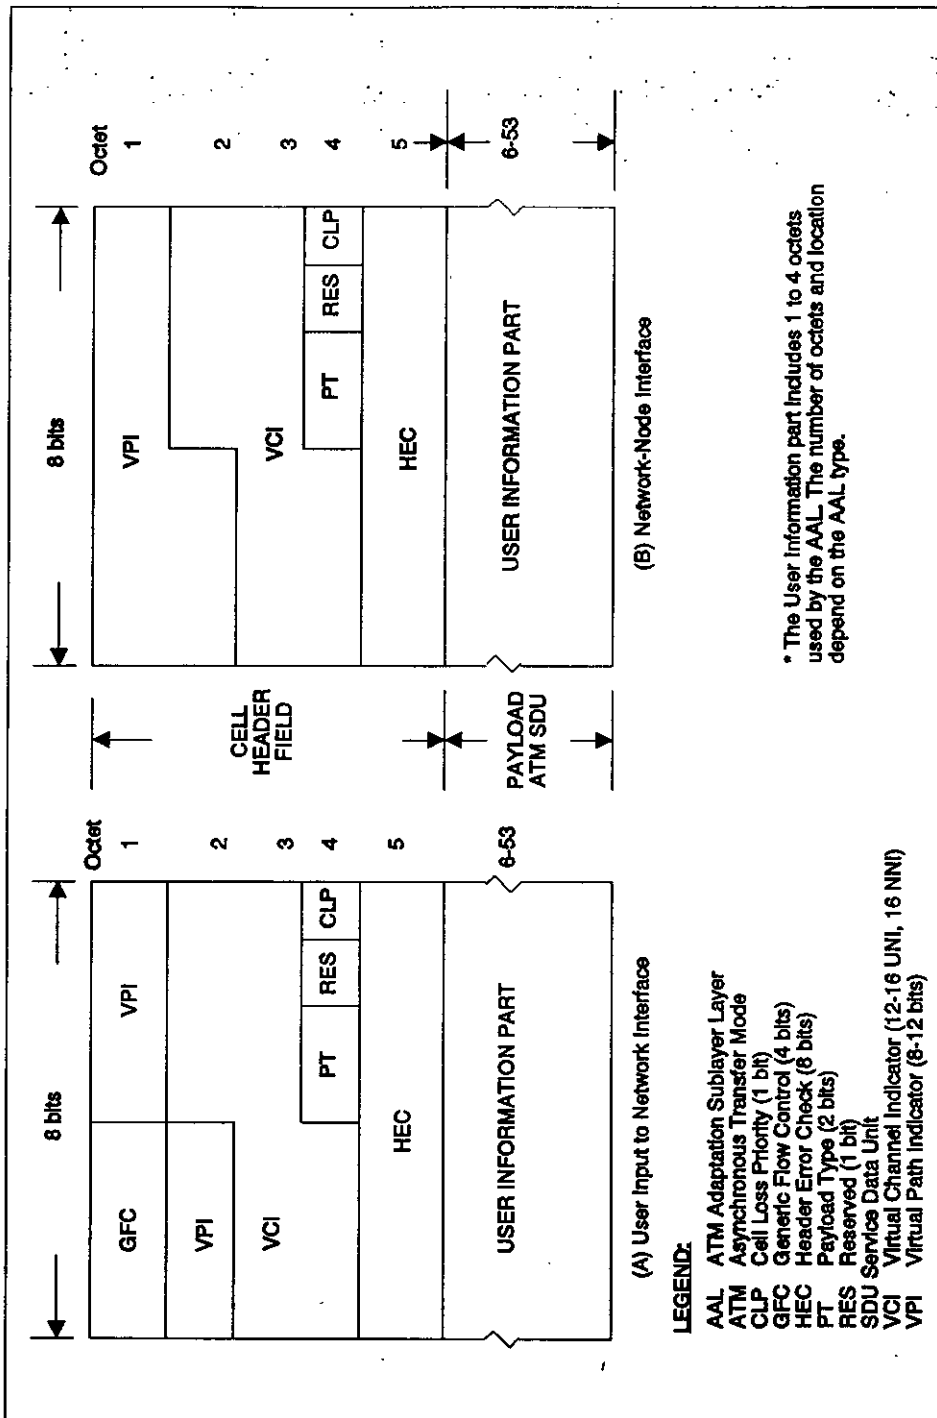 8 bits
Octet
GFC
VPI
1
VPI
2
VCI
3
PT
RES
CLP
4
HEC
5
USER INFORMATION PART
6-53
(A) User Input to Network Interface
CELL
HEADER
FIELD
PAYLOAD
ATM SDU
8 bits
Octet
VPI
1
2
VCI
3
PT
RES
CLP
4
HEC
5
USER INFORMATION PART
6-53
(B) Network-Node Interface
LEGEND:
AAL ATM Adaptation Sublayer Layer
ATM Asynchronous Transfer Mode
CLP Cell Loss Priority (1 bit)
GFC Generic Flow Control (4 bits)
HEC Header Error Check (8 bits)
PT Payload Type (2 bits)
RES Reserved (1 bit)
SDU Service Data Unit
VCI Virtual Channel Indicator (12-16 UNI, 16 NNI)
VPI Virtual Path Indicator (8-12 bits)
* The User Information part includes 1 to 4 octets
used by the AAL. The number of octets and location
depend on the AAL type.